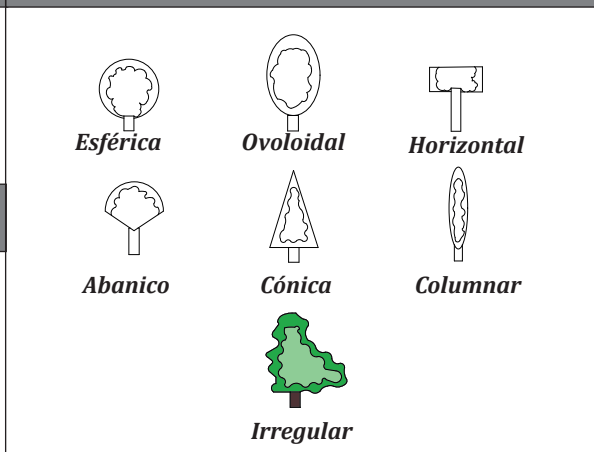 Esférica
Ovoloidal
Horizontal
Abanico
Cónica
Columnar
Irregular